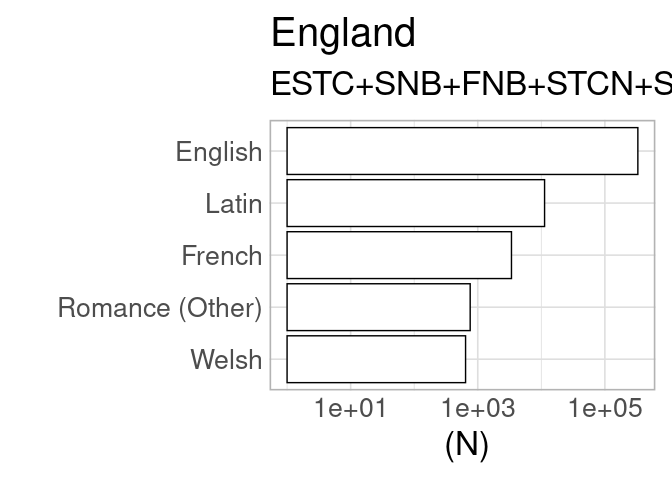 England
ESTC+SNB+FNB+STCN+S
English
Latin
French
Romance (Other)
Welsh
1e+01 1e+03 1e+05
(N)